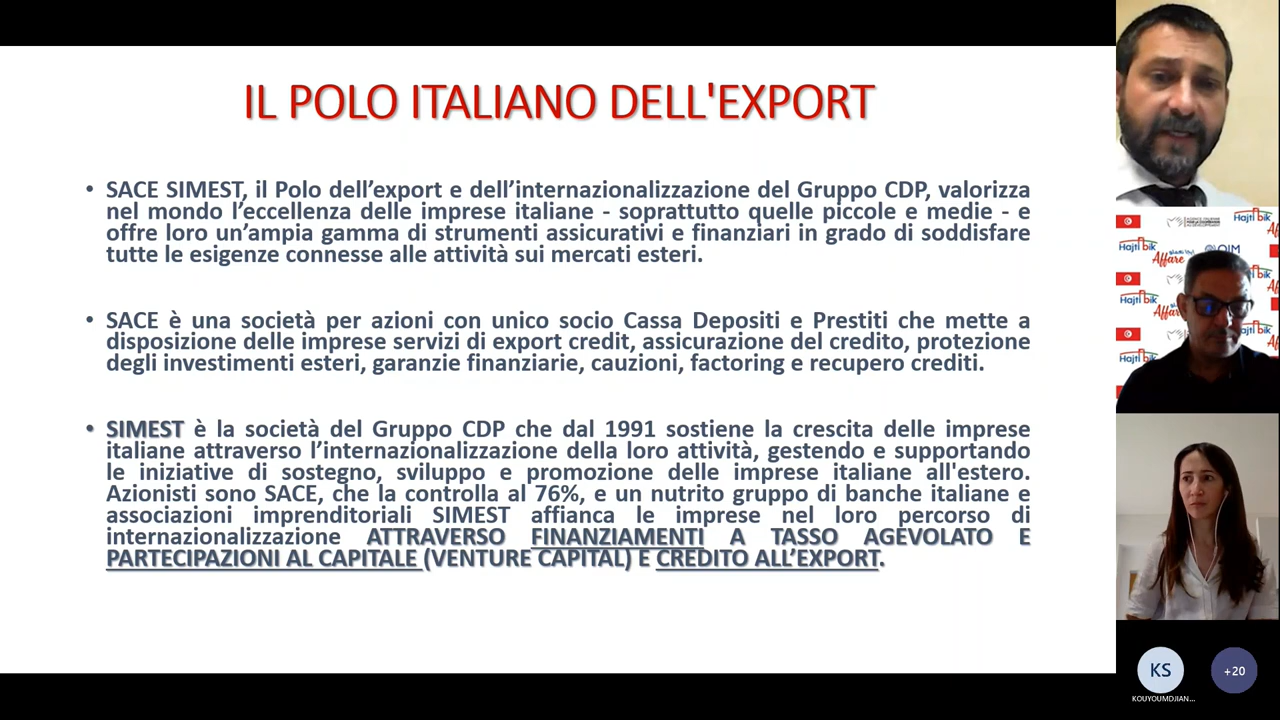 IL POLO ITALIANO DELL'EXPORT
• SACE SIMEST, il Polo dell’export e dell’internazionalizzazione del Gruppo CDP, valorizza
nel mondo l’eccellenza delle imprese italiane - soprattutto quelle piccole e medie - e
offre loro un’ampia gamma di strumenti assicurativi e finanziari in grado di soddisfare
tutte le esigenze connesse alle attività sui mercati esteri.
• SACE è una società per azioni con unico socio Cassa Depositi e Prestiti che mette a
disposizione delle imprese servizi di export credit, assicurazione del credito, protezione
degli investimenti esteri, garanzie finanziarie, cauzioni, factoring e recupero crediti.
• SIMEST è la società del Gruppo CDP che dal 1991 sostiene la crescita delle imprese
italiane attraverso l’internazionalizzazione della loro attività, gestendo e supportando
le iniziative di sostegno, sviluppo e promozione delle imprese italiane all'estero.
Azionisti sono SACE, che la controlla al 76%, e un nutrito gruppo di banche italiane e
associazioni imprenditoriali SIMEST affianca le imprese nel loro percorso di
internazionalizzazione ATTRAVERSO FINANZIAMENTI A TASSO AGEVOLATO E
PARTECIPAZIONI AL CAPITALE (VENTURE CAPITAL) E CREDITO ALL’EXPORT.
Hajti bik
Hajti bik
Affare
OIM
Hajti bik
Hajti bik
KS
+20
KOUYOUMDJIAN...